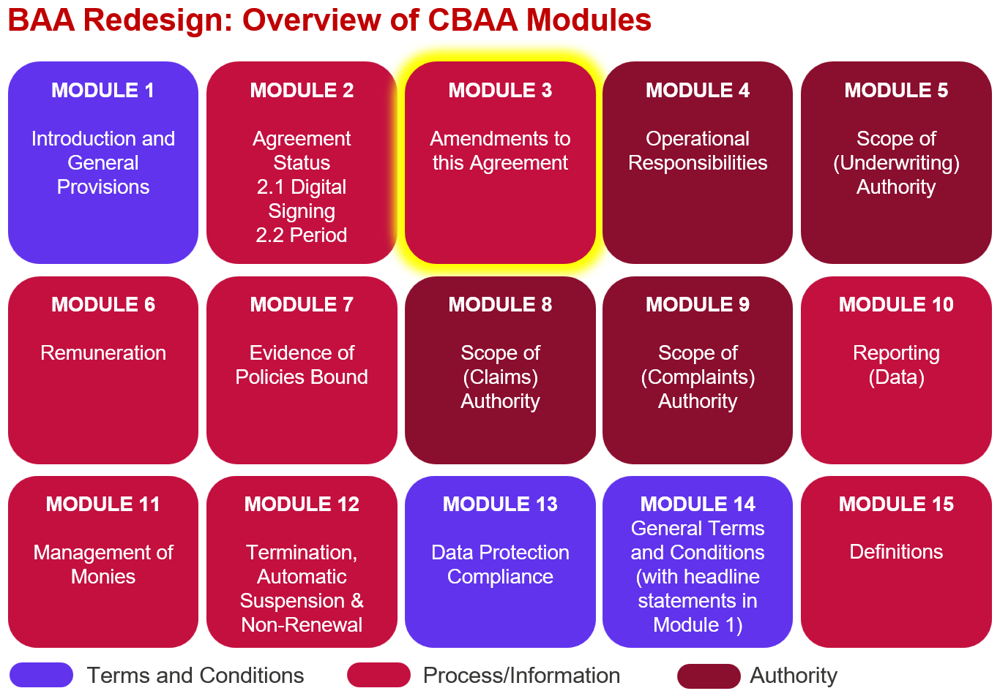 BAA Redesign: Overview of CBAA Modules
MODULE 1
Introduction and
General
Provisions
MODULE 2
Agreement
Status
2.1 Digital
Signing
2.2 Period
MODULE 3
Amendments to
this Agreement
MODULE 4
Operational
Responsibilities
MODULE 5
Scope of
(Underwriting)
Authority
MODULE 6
Remuneration
MODULE 7
Evidence of
Policies Bound
MODULE 8
Scope of
(Claims)
Authority
MODULE 9
Scope of
(Complaints)
Authority
MODULE 10
Reporting
(Data)
MODULE 11
Management of
Monies
MODULE 12
Termination,
Automatic
Suspension &
Non-Renewal
MODULE 13
Data Protection
Compliance
MODULE 14
General Terms
and Conditions
(with headline
statements in
Module 1)
MODULE 15
Definitions
Terms and Conditions
Process/Information
Authority